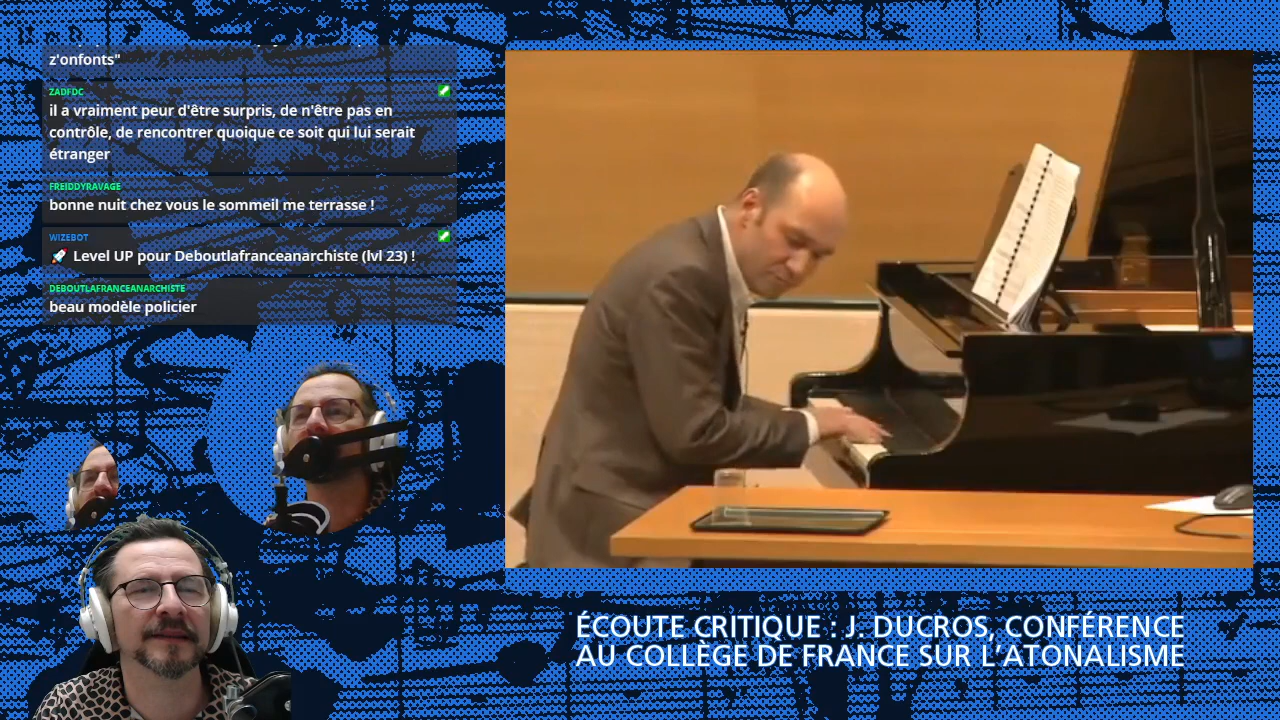 z'onfonts"
ZADFDC
il a vraiment peur d'être surpris, de n'être pas en
contrôle, de rencontrer quoique ce soit qui lui serait
étranger
FREIDDYRAVAGE
bonne nuit chez vous le sommeil me terrasse !
WIZEBOT
🚀 Level UP pour Deboutlafranceanarchiste (lvl 23) !
DEBOUTLAFRANCEANARCHISTE
beau modèle policier
ÉCOUTE CRITIQUE : J. DUCROS, CONFÉRENCE
AU COLLÈGE DE FRANCE SUR L'ATONALISME